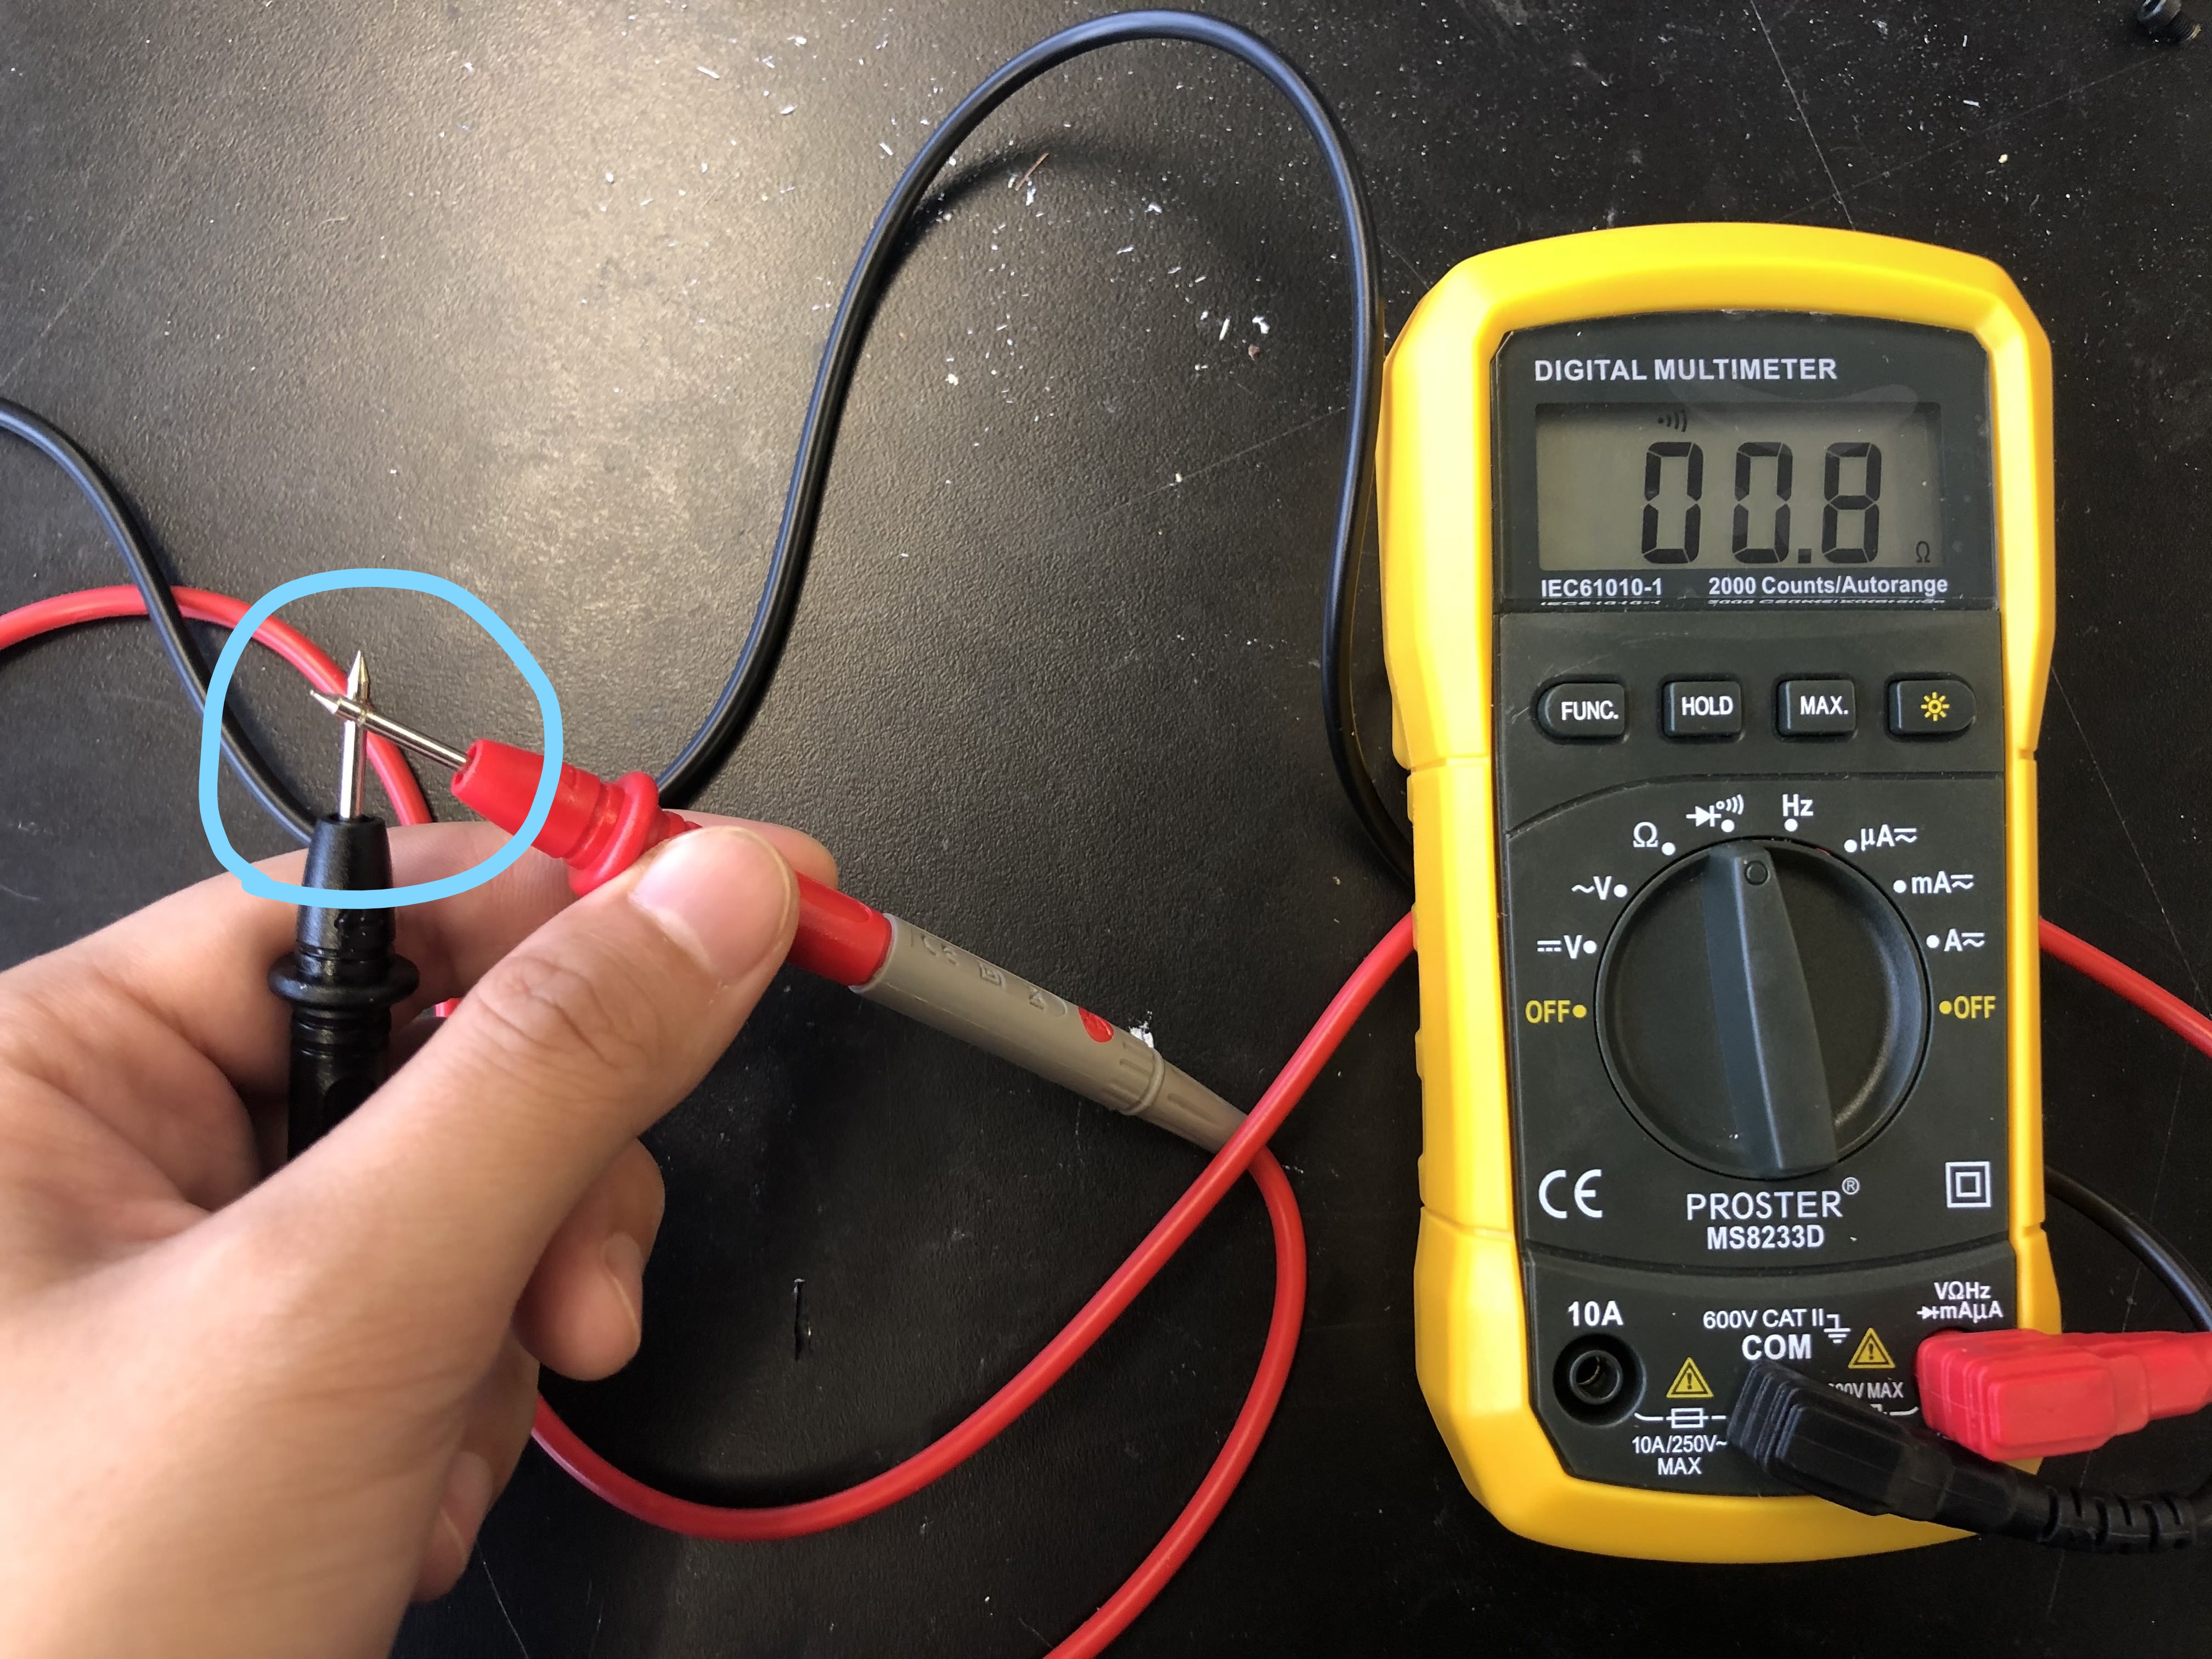 DIGITAL MULTIMETER
00.8 Ω
IEC61010-1 2000 Counts/Autorange
FUNC. HOLD MAX.
Hz
Ω μA
~V mA
V A
OFF OFF
CE
PROSTER®
MS8233D
VΩHz
10A 600V CAT II mAμA
COM
MAX
10A/250V~
MAX